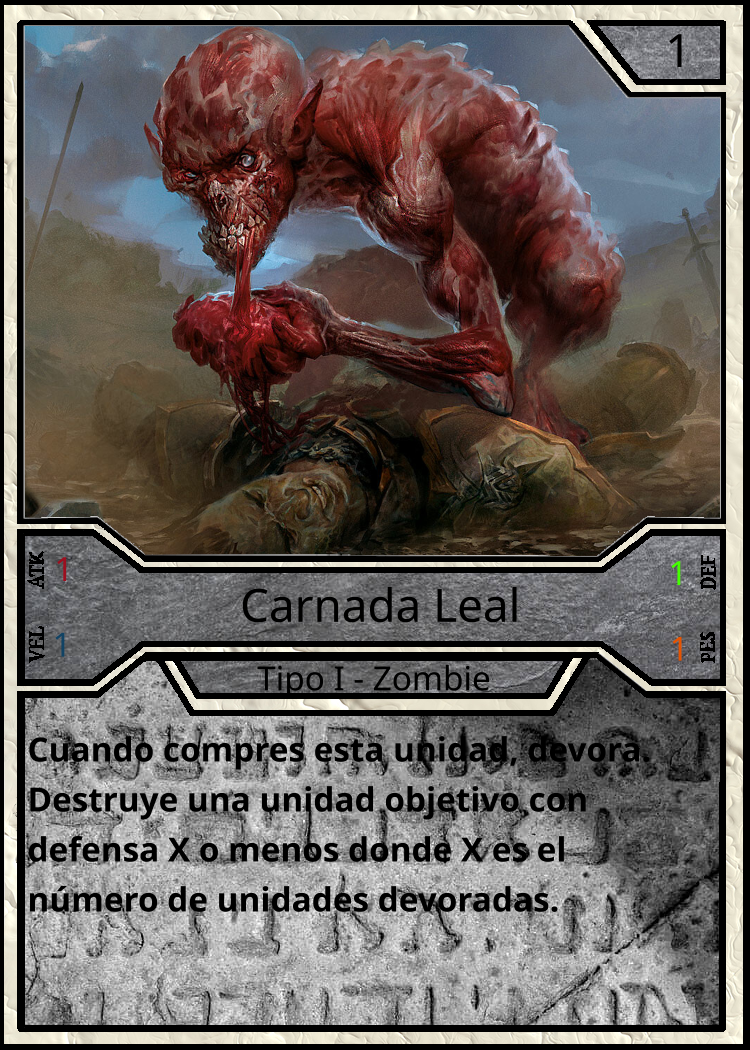 1
ATK 1
1 DEF
Carnada Leal
VEL 1
1 PES
Tipo I - Zombie
Cuando compres esta unidad, devora.
Destruye una unidad objetivo con
defensa X o menos donde X es el
número de unidades devoradas.